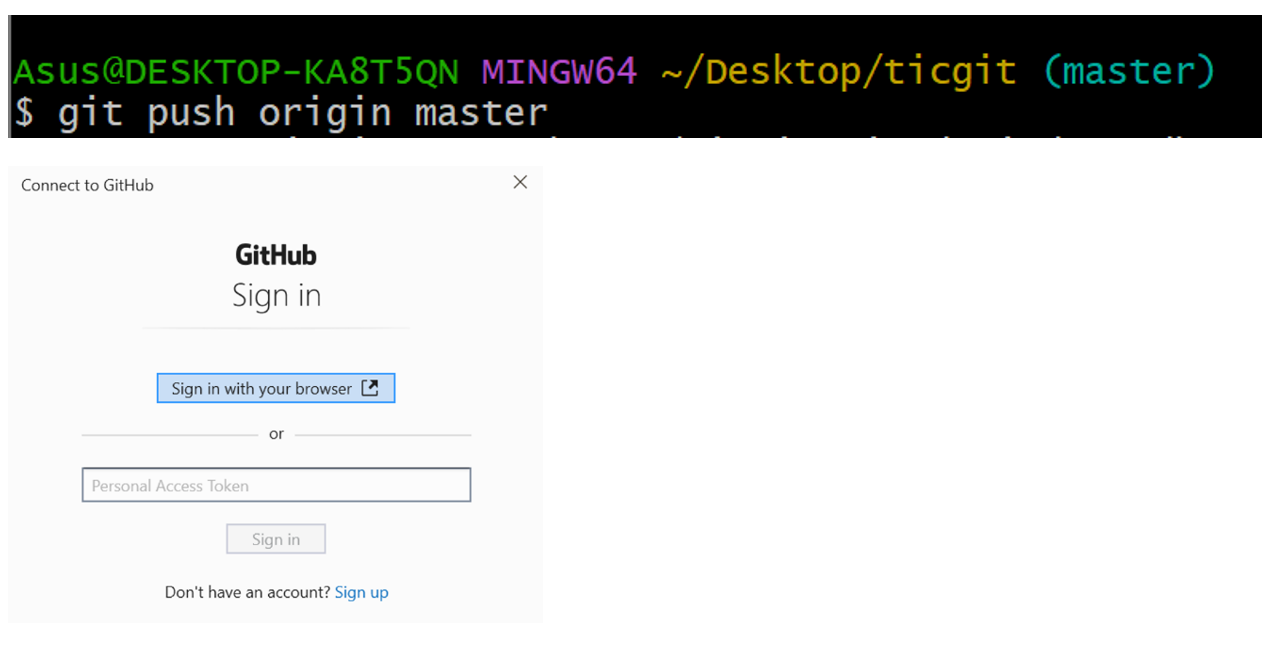 Asus@DESKTOP-KA8T5QN MINGW64 ~/Desktop/ticgit (master)
$ git push origin master
Connect to GitHub
GitHub
Sign in
Sign in with your browser
or
Personal Access Token
Sign in
Don't have an account? Sign up